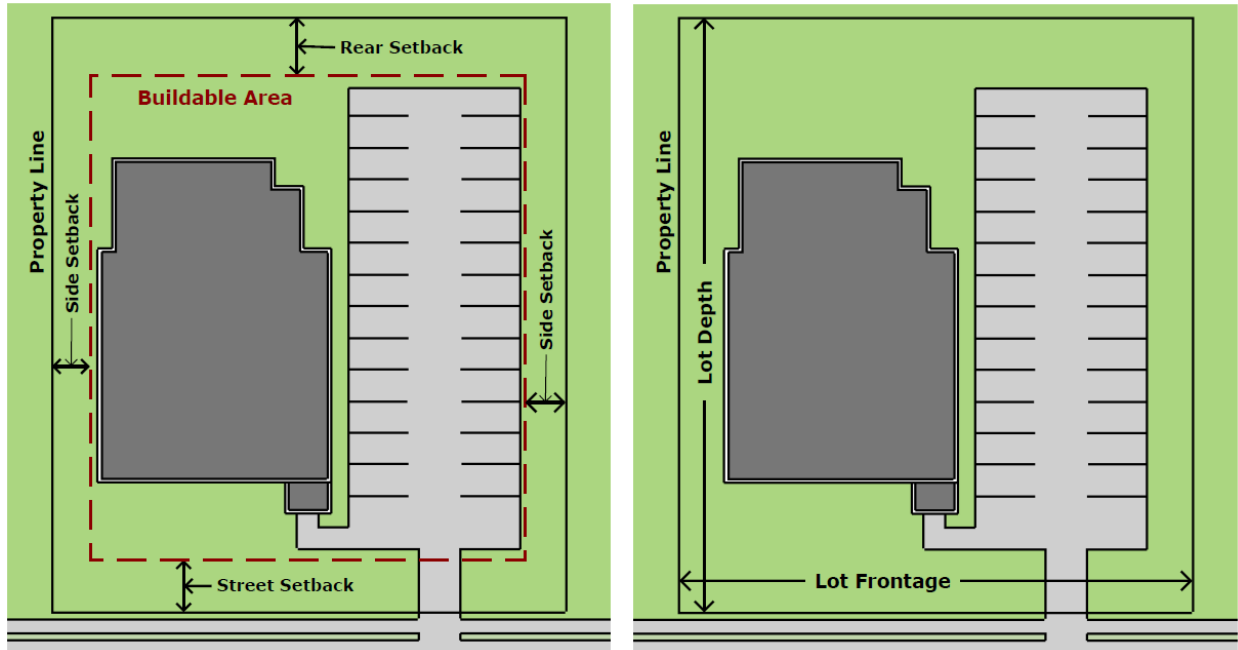 Rear Setback
Buildable Area
Property Line
Side Setback
Side Setback
Street Setback
Property Line
Lot Depth
Lot Frontage